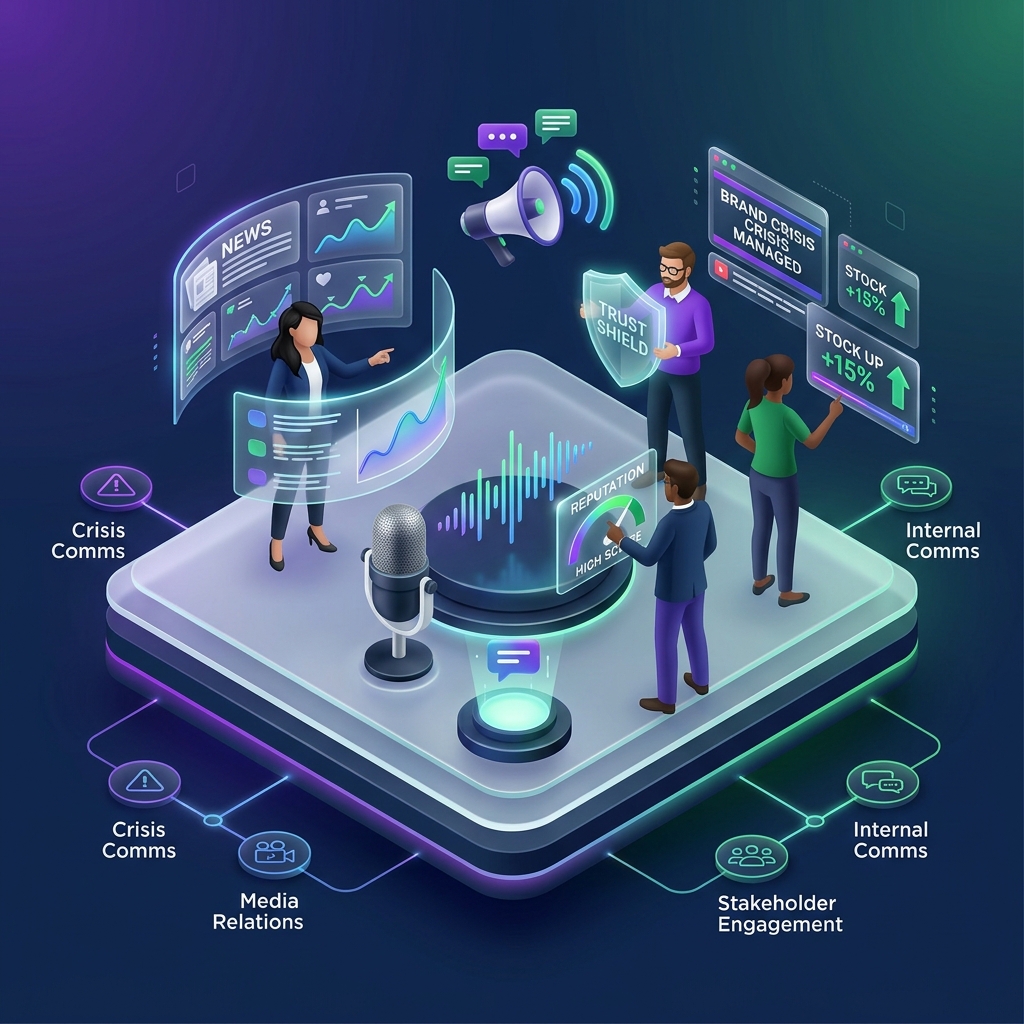 NEWS
BRAND CRISIS
CRISIS
MANAGED
STOCK
+15%
TRUST
SHIELD
STOCK UP
+15%
REPUTATION
HIGH
Crisis
Comms
Internal
Comms
Crisis
Comms
Internal
Comms
Media
Relations
Stakeholder
Engagement